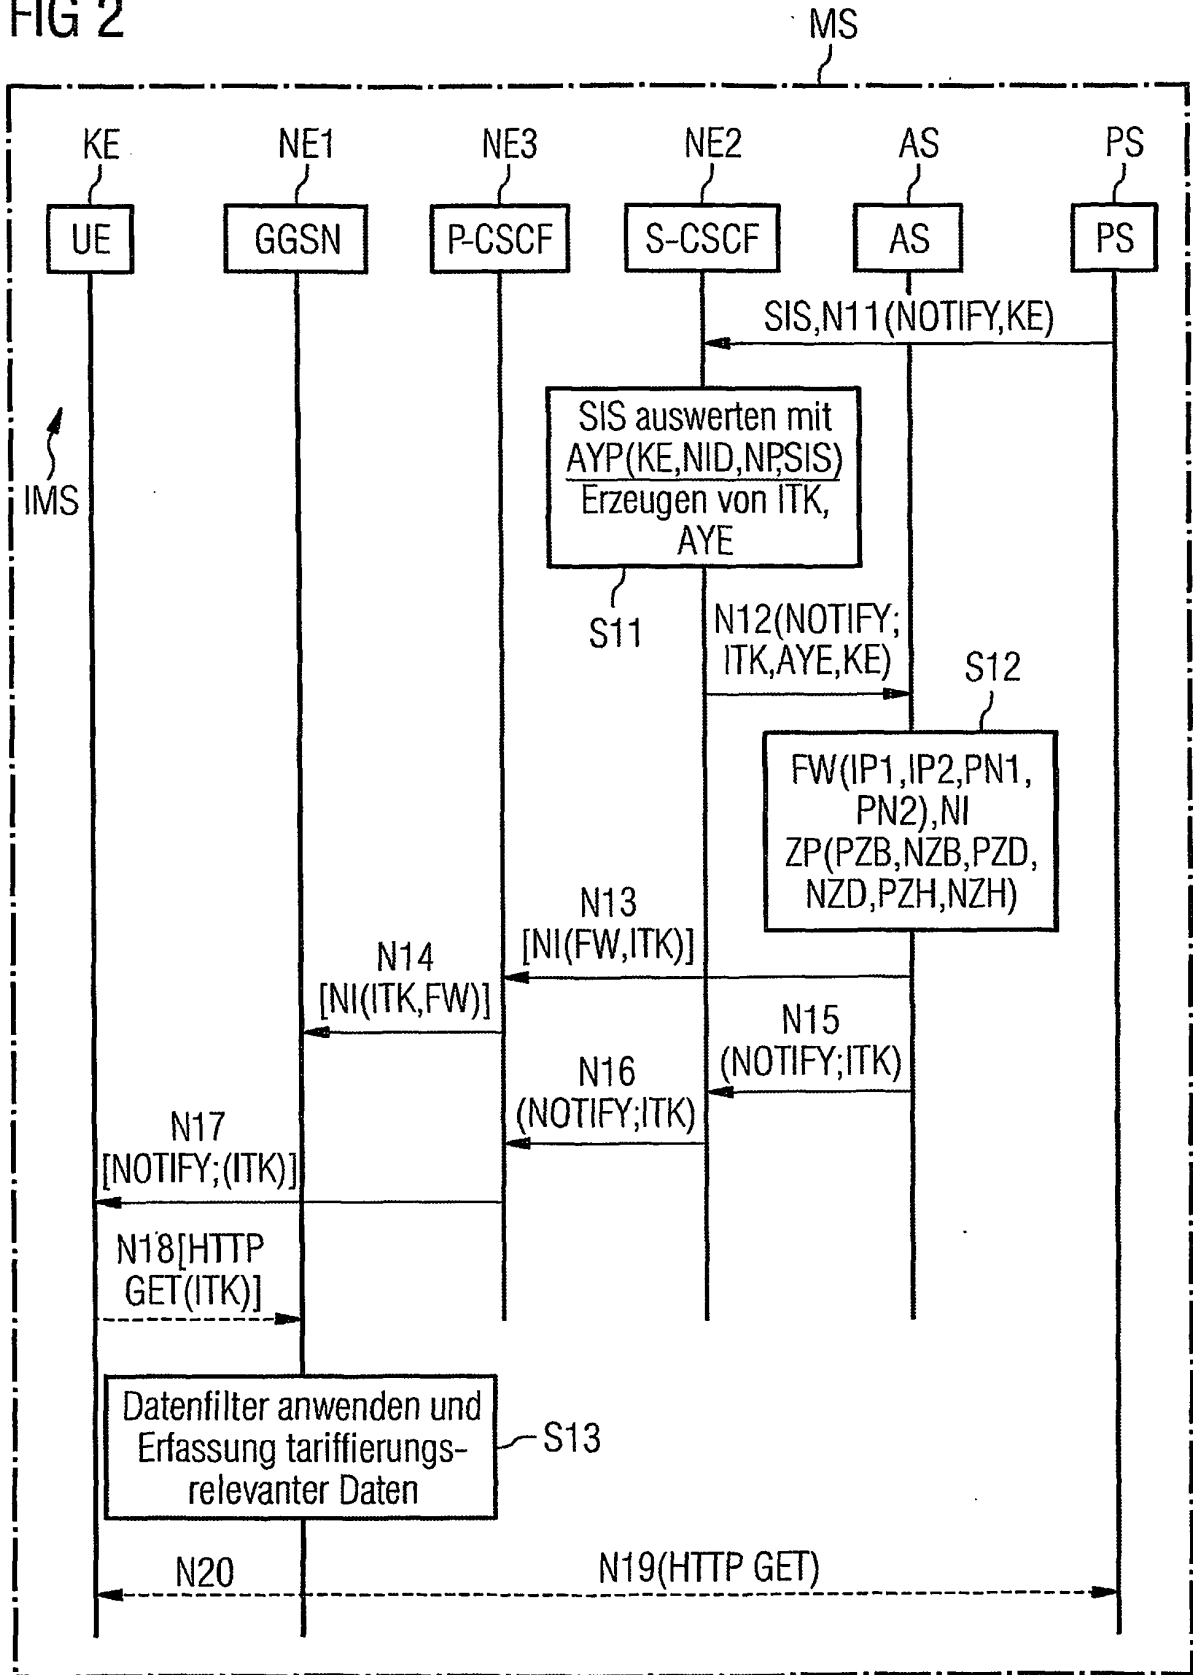 FIG 2
MS
KE
NE1
NE3
NE2
AS
PS
UE
GGSN
P-CSCF
S-CSCF
AS
PS
SIS,N11(NOTIFY,KE)
SIS auswerten mit
AYP(KE,NID,NP,SIS)
Erzeugen von ITK,
AYE
IMS
S11
N12(NOTIFY;
ITK,AYE,KE)
S12
FW(IP1,IP2,PN1,
PN2),NI
ZP(PZB,NZB,PZD,
NZD,PZH,NZH)
N13
[NI(FW,ITK)]
N14
[NI(ITK,FW)]
N15
(NOTIFY;ITK)
N16
(NOTIFY;ITK)
N17
[NOTIFY;(ITK)]
N18[HTTP
GET(ITK)]
Datenfilter anwenden und
Erfassung tariffierungs-
relevanter Daten
S13
N20
N19(HTTP GET)